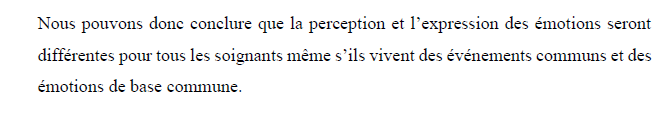 Nous pouvons donc conclure que la perception et l’expression des émotions seront
différentes pour tous les soignants même s’ils vivent des événements communs et des
émotions de base commune.